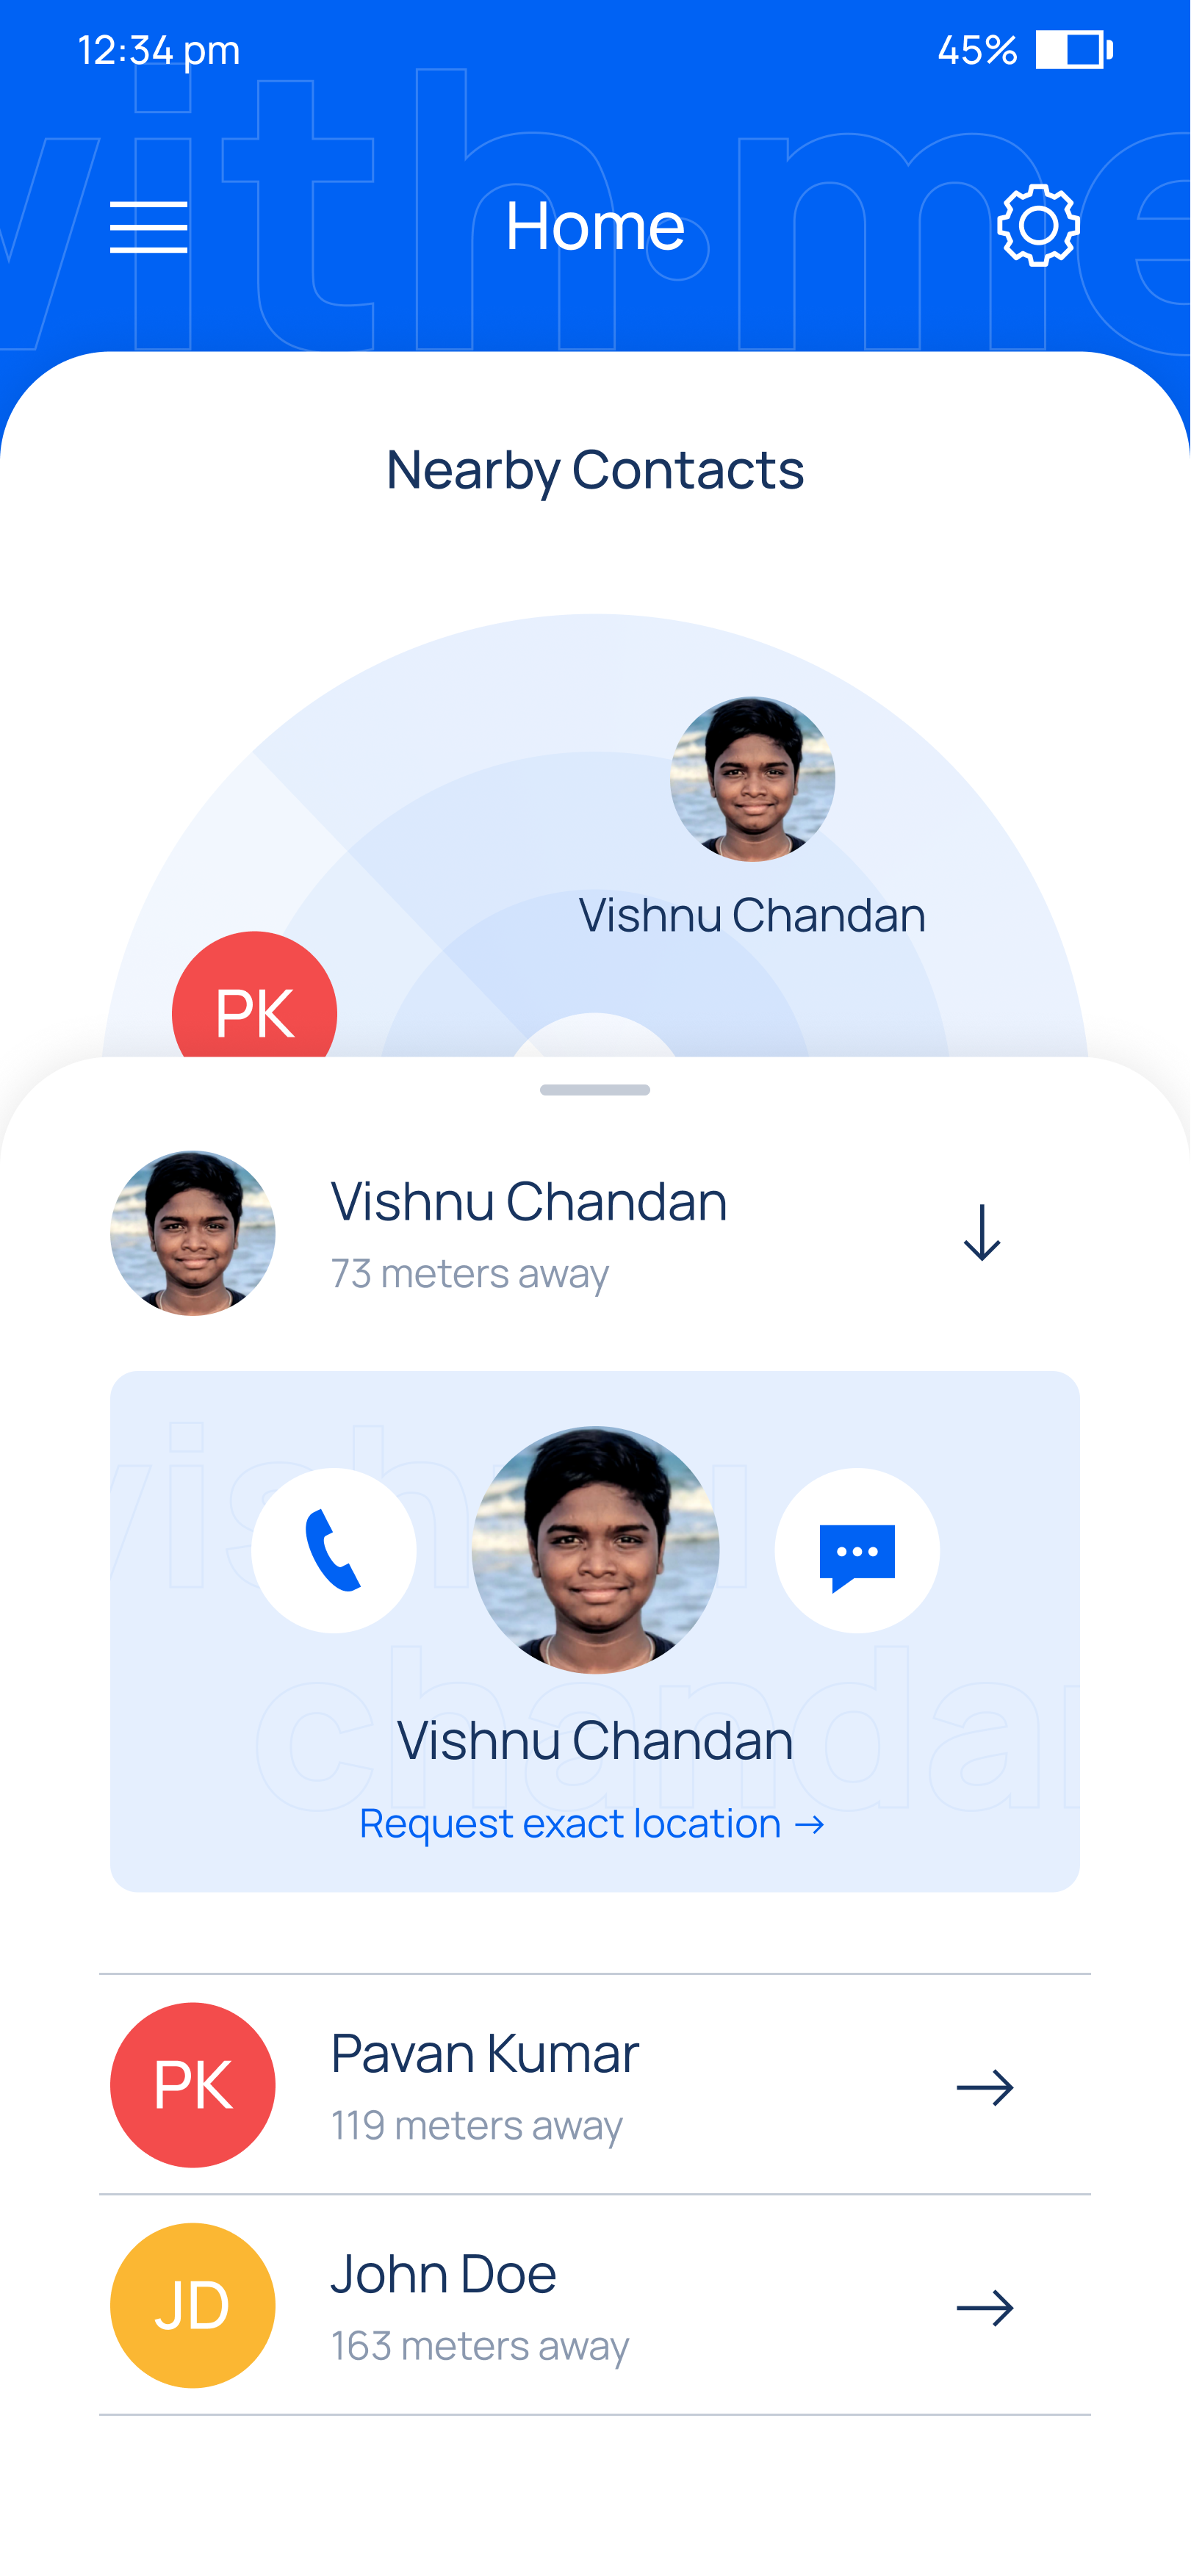 12:34 pm 45%
with·me
Home
Nearby Contacts
Vishnu Chandan
PK
Vishnu Chandan
73 meters away
vishnu
chandan
Vishnu Chandan
Request exact location →
PK
Pavan Kumar
119 meters away
JD
John Doe
163 meters away